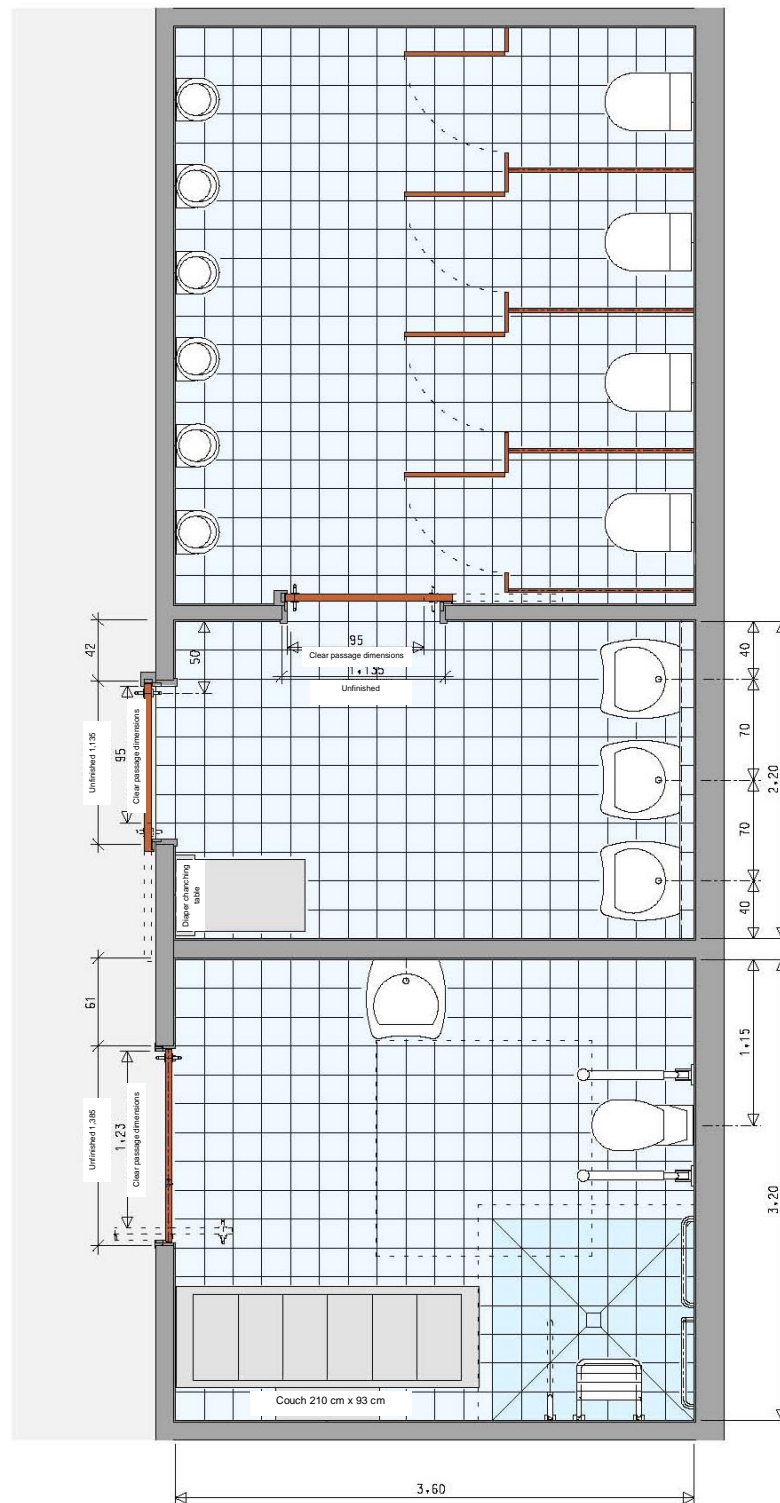 42
50
95
Clear passage dimensions
1,135
Unfinished
40
70
70
40
2,20
Unfinished 1,135
95
Clear passage dimensions
Diaper chanching
table
61
Unfinished 1,385
1,23
Clear passage dimensions
1,15
3,20
Couch 210 cm x 93 cm
3,60